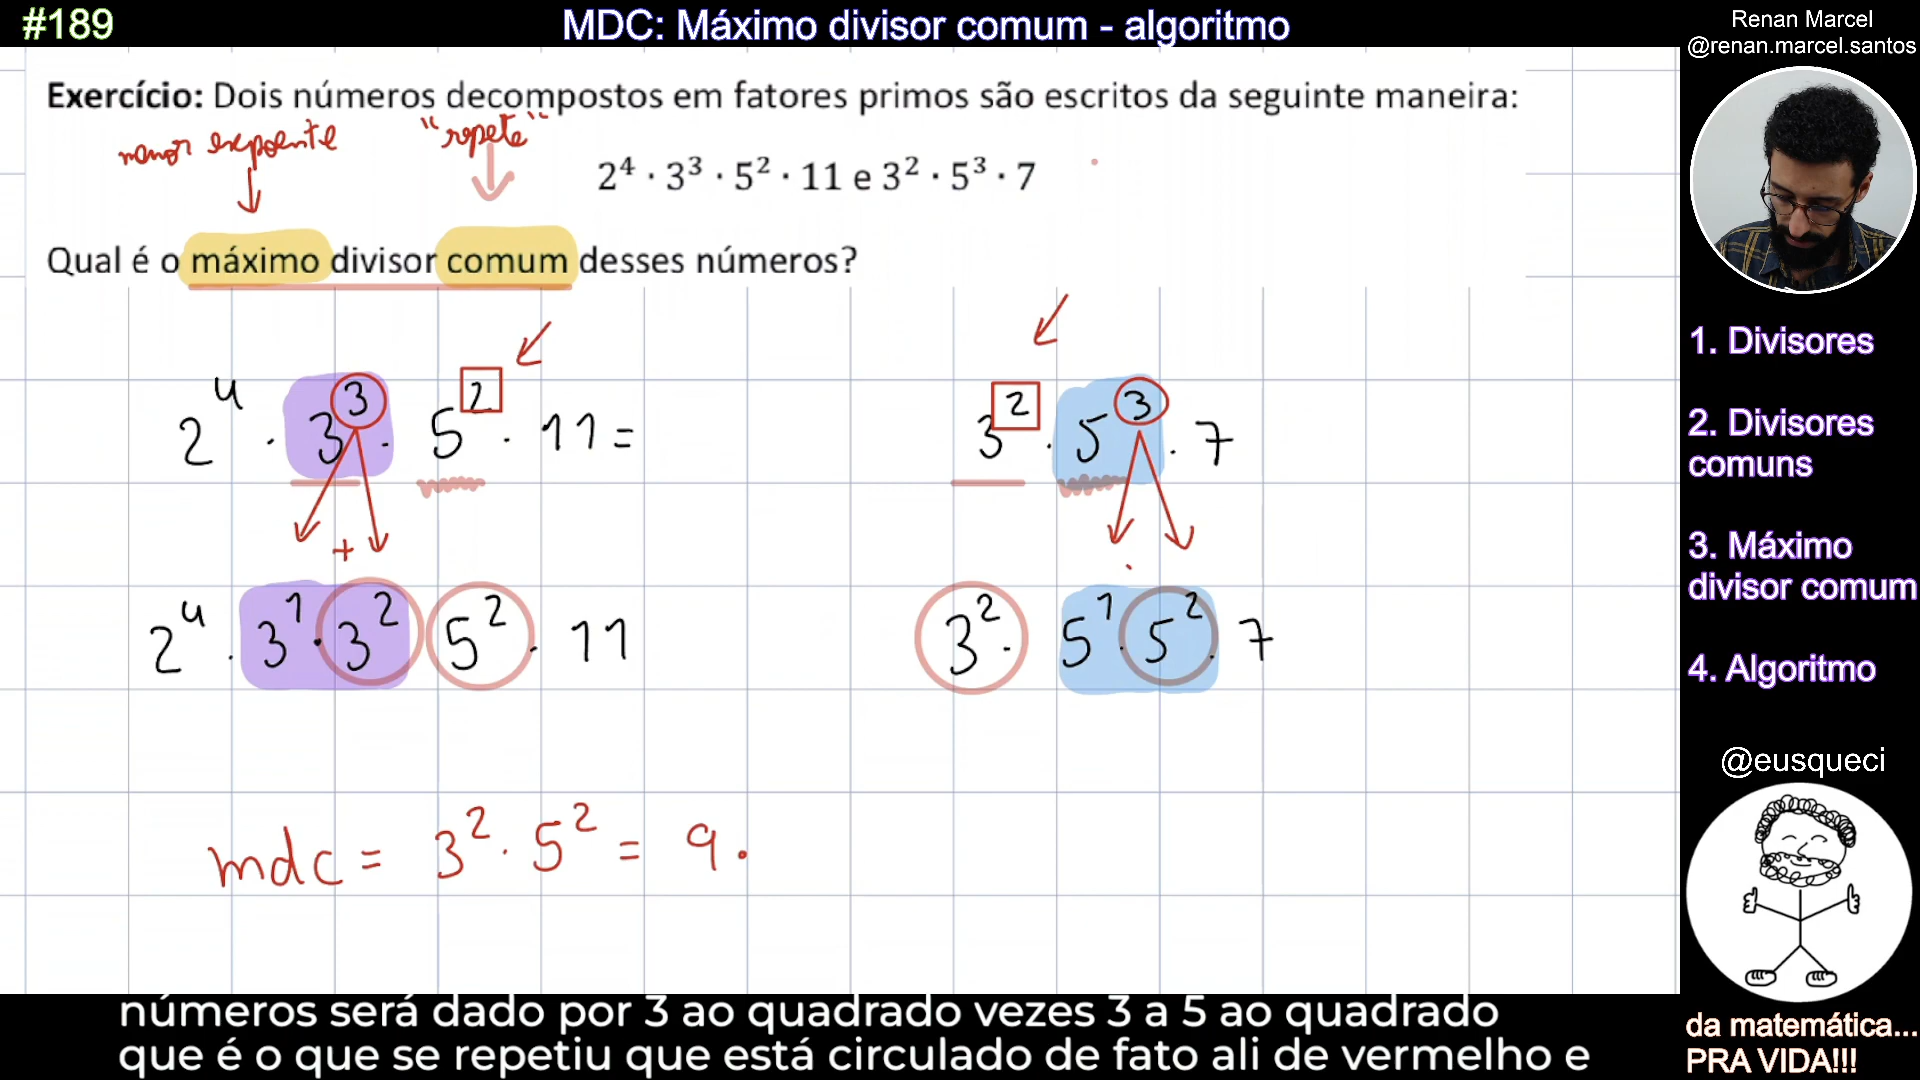 #189
MDC: Máximo divisor comum - algoritmo
Renan Marcel
@renan.marcel.santos
Exercício: Dois números decompostos em fatores primos são escritos da seguinte maneira:
menor expoente
"repete"
2⁴ · 3³ · 5² · 11 e 3² · 5³ · 7
Qual é o máximo divisor comum desses números?
2⁴ · 3³ · 5² · 11 =
3² · 5³ · 7
+
2⁴ · 3¹ · 3² 5² · 11
3² · 5¹ · 5² · 7
mdc = 3² · 5² = 9 ·
1. Divisores
2. Divisores
comuns
3. Máximo
divisor comum
4. Algoritmo
@eusqueci
da matemática...
PRA VIDA!!!
números será dado por 3 ao quadrado vezes 3 a 5 ao quadrado
que é o que se repetiu que está circulado de fato ali de vermelho e